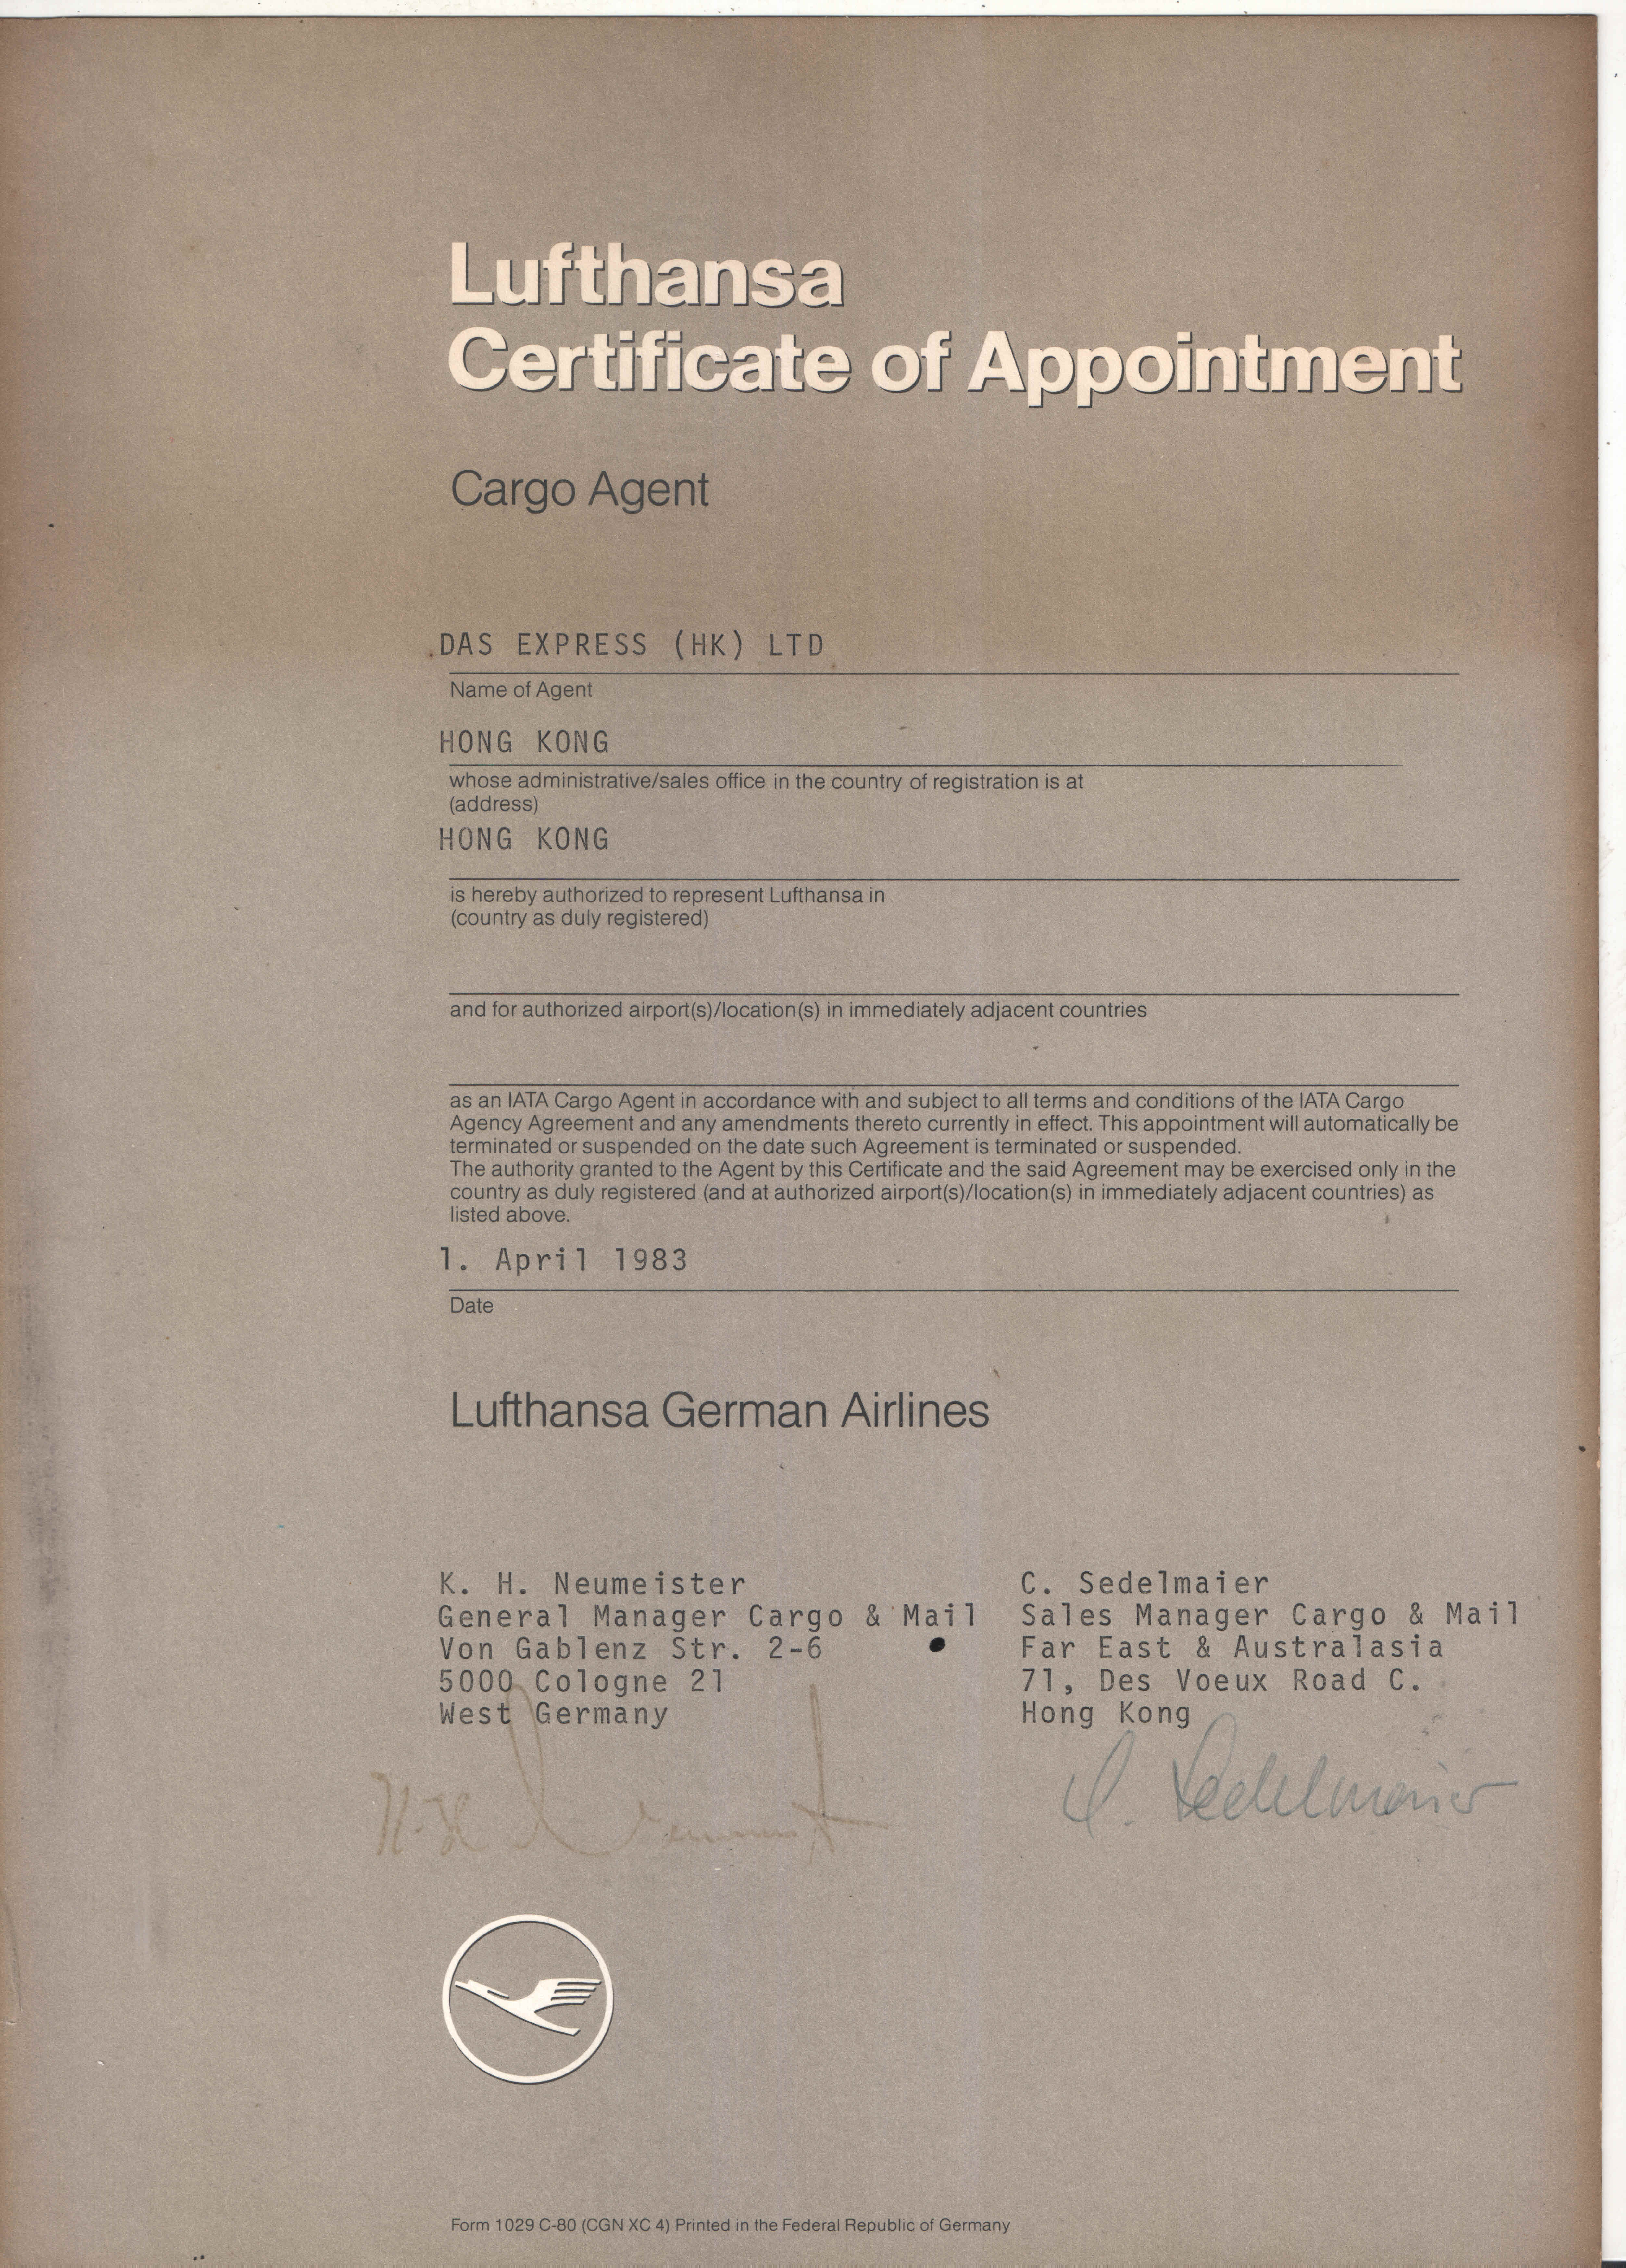 Lufthansa
Certificate of Appointment
Cargo Agent
DAS EXPRESS (HK) LTD
Name of Agent
HONG KONG
whose administrative/sales office in the country of registration is at
(address)
HONG KONG
is hereby authorized to represent Lufthansa in
(country as duly registered)
and for authorized airport(s)/location(s) in immediately adjacent countries
as an IATA Cargo Agent in accordance with and subject to all terms and conditions of the IATA Cargo
Agency Agreement and any amendments thereto currently in effect. This appointment will automatically be
terminated or suspended on the date such Agreement is terminated or suspended.
The authority granted to the Agent by this Certificate and the said Agreement may be exercised only in the
country as duly registered (and at authorized airport(s)/location(s) in immediately adjacent countries) as
listed above.
1. April 1983
Date
Lufthansa German Airlines
K. H. Neumeister
General Manager Cargo & Mail
Von Gablenz Str. 2-6
5000 Cologne 21
West Germany
C. Sedelmaier
Sales Manager Cargo & Mail
Far East & Australasia
71, Des Voeux Road C.
Hong Kong
C. Sedelmaier
Form 1029 C-80 (CGN XC 4) Printed in the Federal Republic of Germany